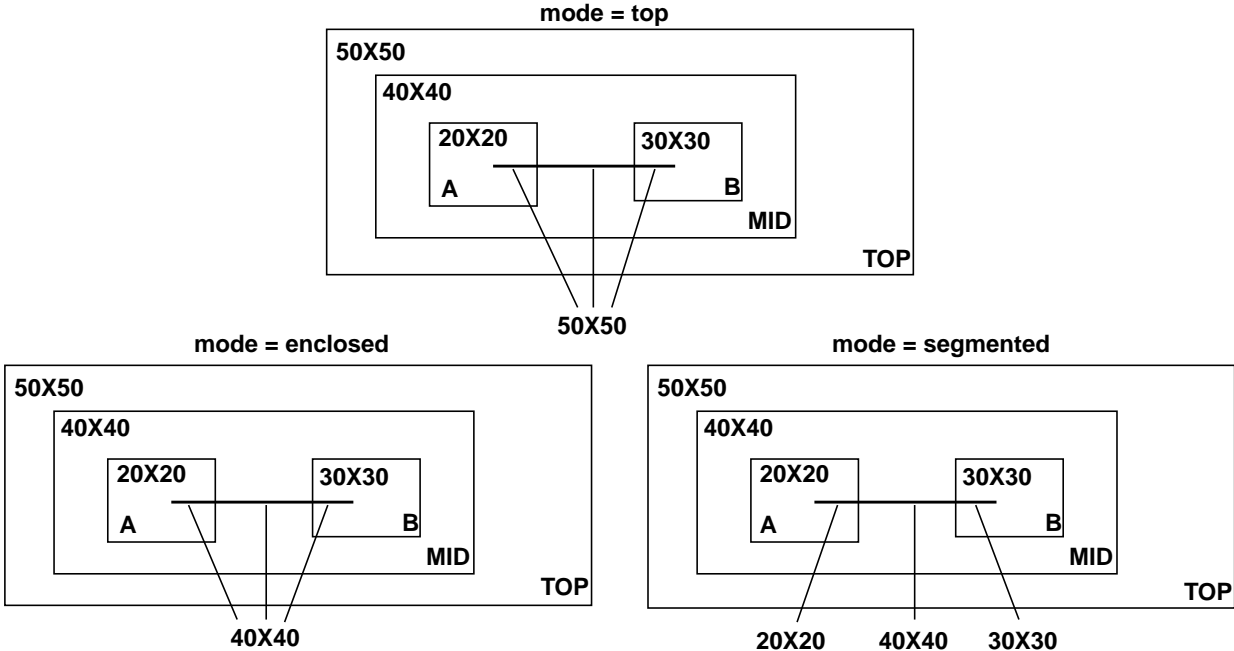 mode = top
50X50
40X40
20X20 30X30
A B
MID
TOP
50X50
mode = enclosed
50X50
40X40
20X20 30X30
A B
MID
TOP
40X40
mode = segmented
50X50
40X40
20X20 30X30
A B
MID
TOP
20X20 40X40 30X30